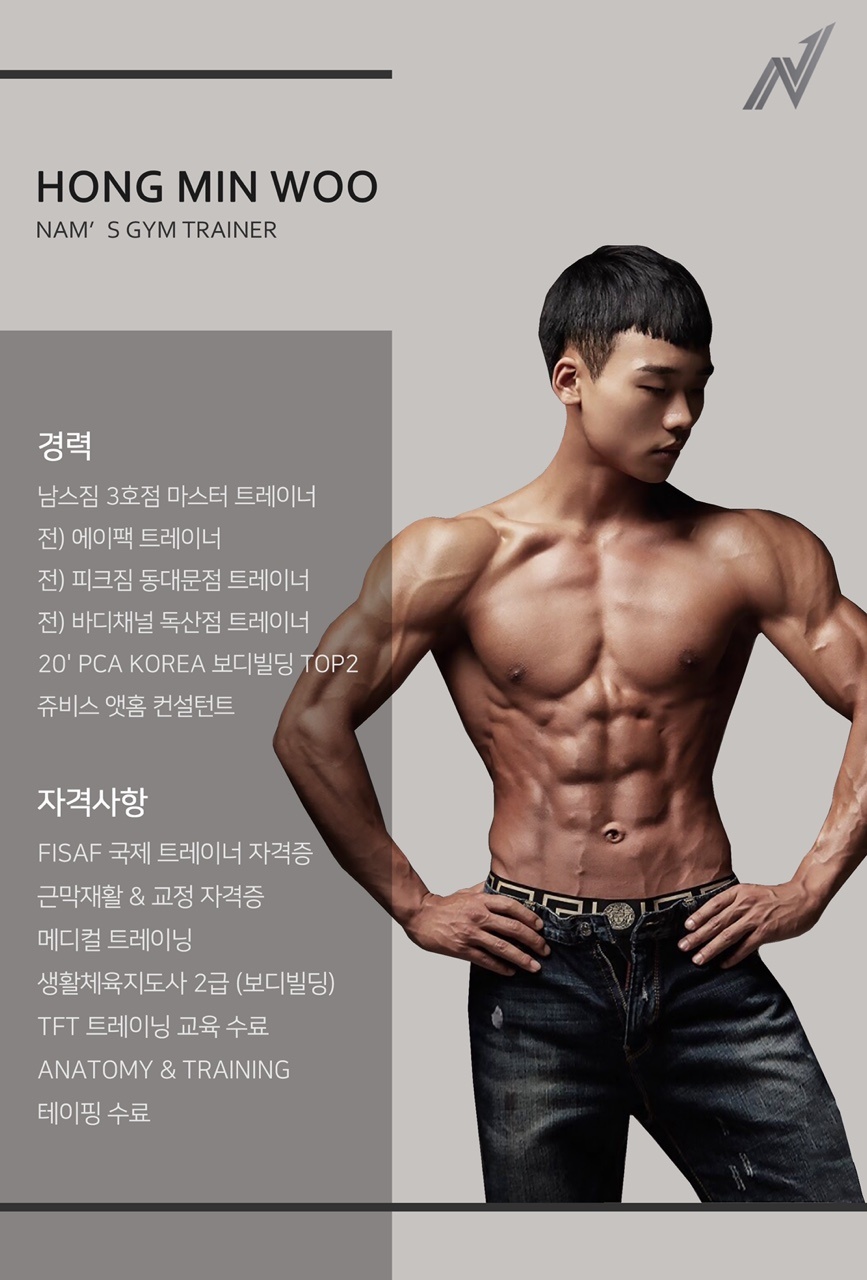 HONG MIN WOO
NAM’ S GYM TRAINER
경력
남스짐 3호점 마스터 트레이너
전) 에이팩 트레이너
전) 피크짐 동대문점 트레이너
전) 바디채널 독산점 트레이너
20' PCA KOREA 보디빌딩 TOP2
쥬비스 앳홈 컨설턴트
자격사항
FISAF 국제 트레이너 자격증
근막재활 & 교정 자격증
메디컬 트레이닝
생활체육지도사 2급 (보디빌딩)
TFT 트레이닝 교육 수료
ANATOMY & TRAINING
테이핑 수료